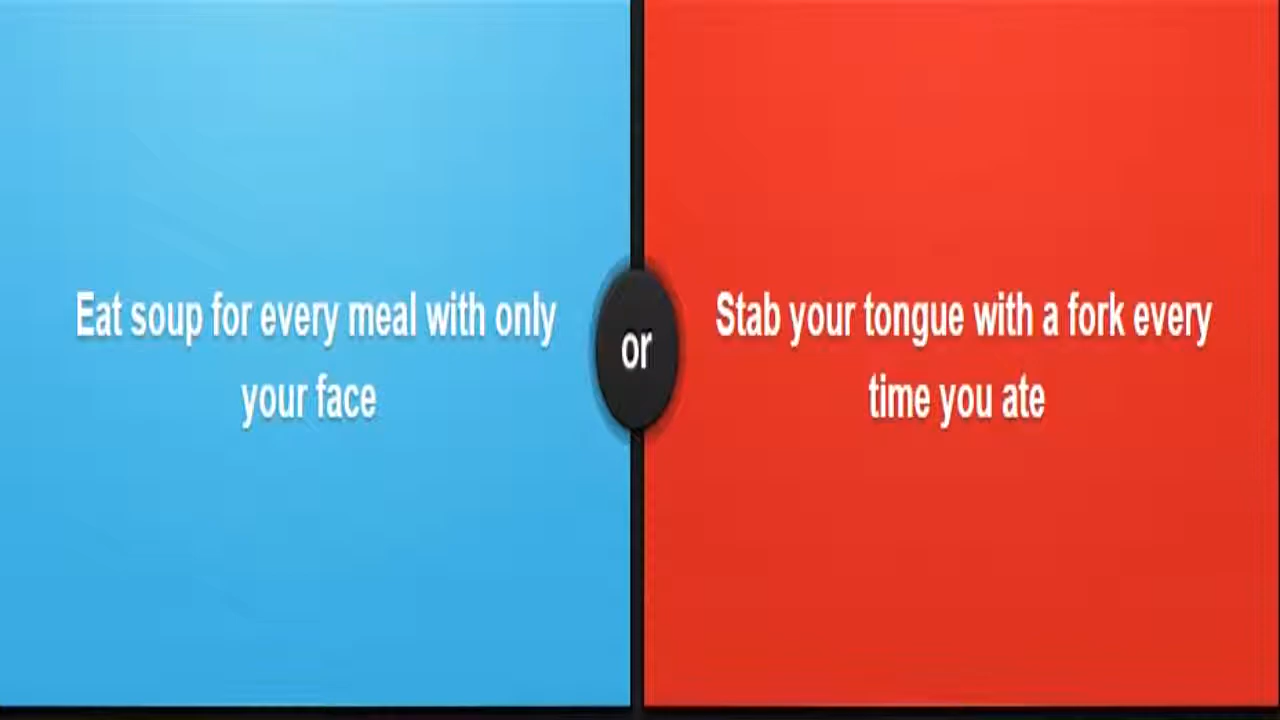 Eat soup for every meal with only
your face
or
Stab your tongue with a fork every
time you ate